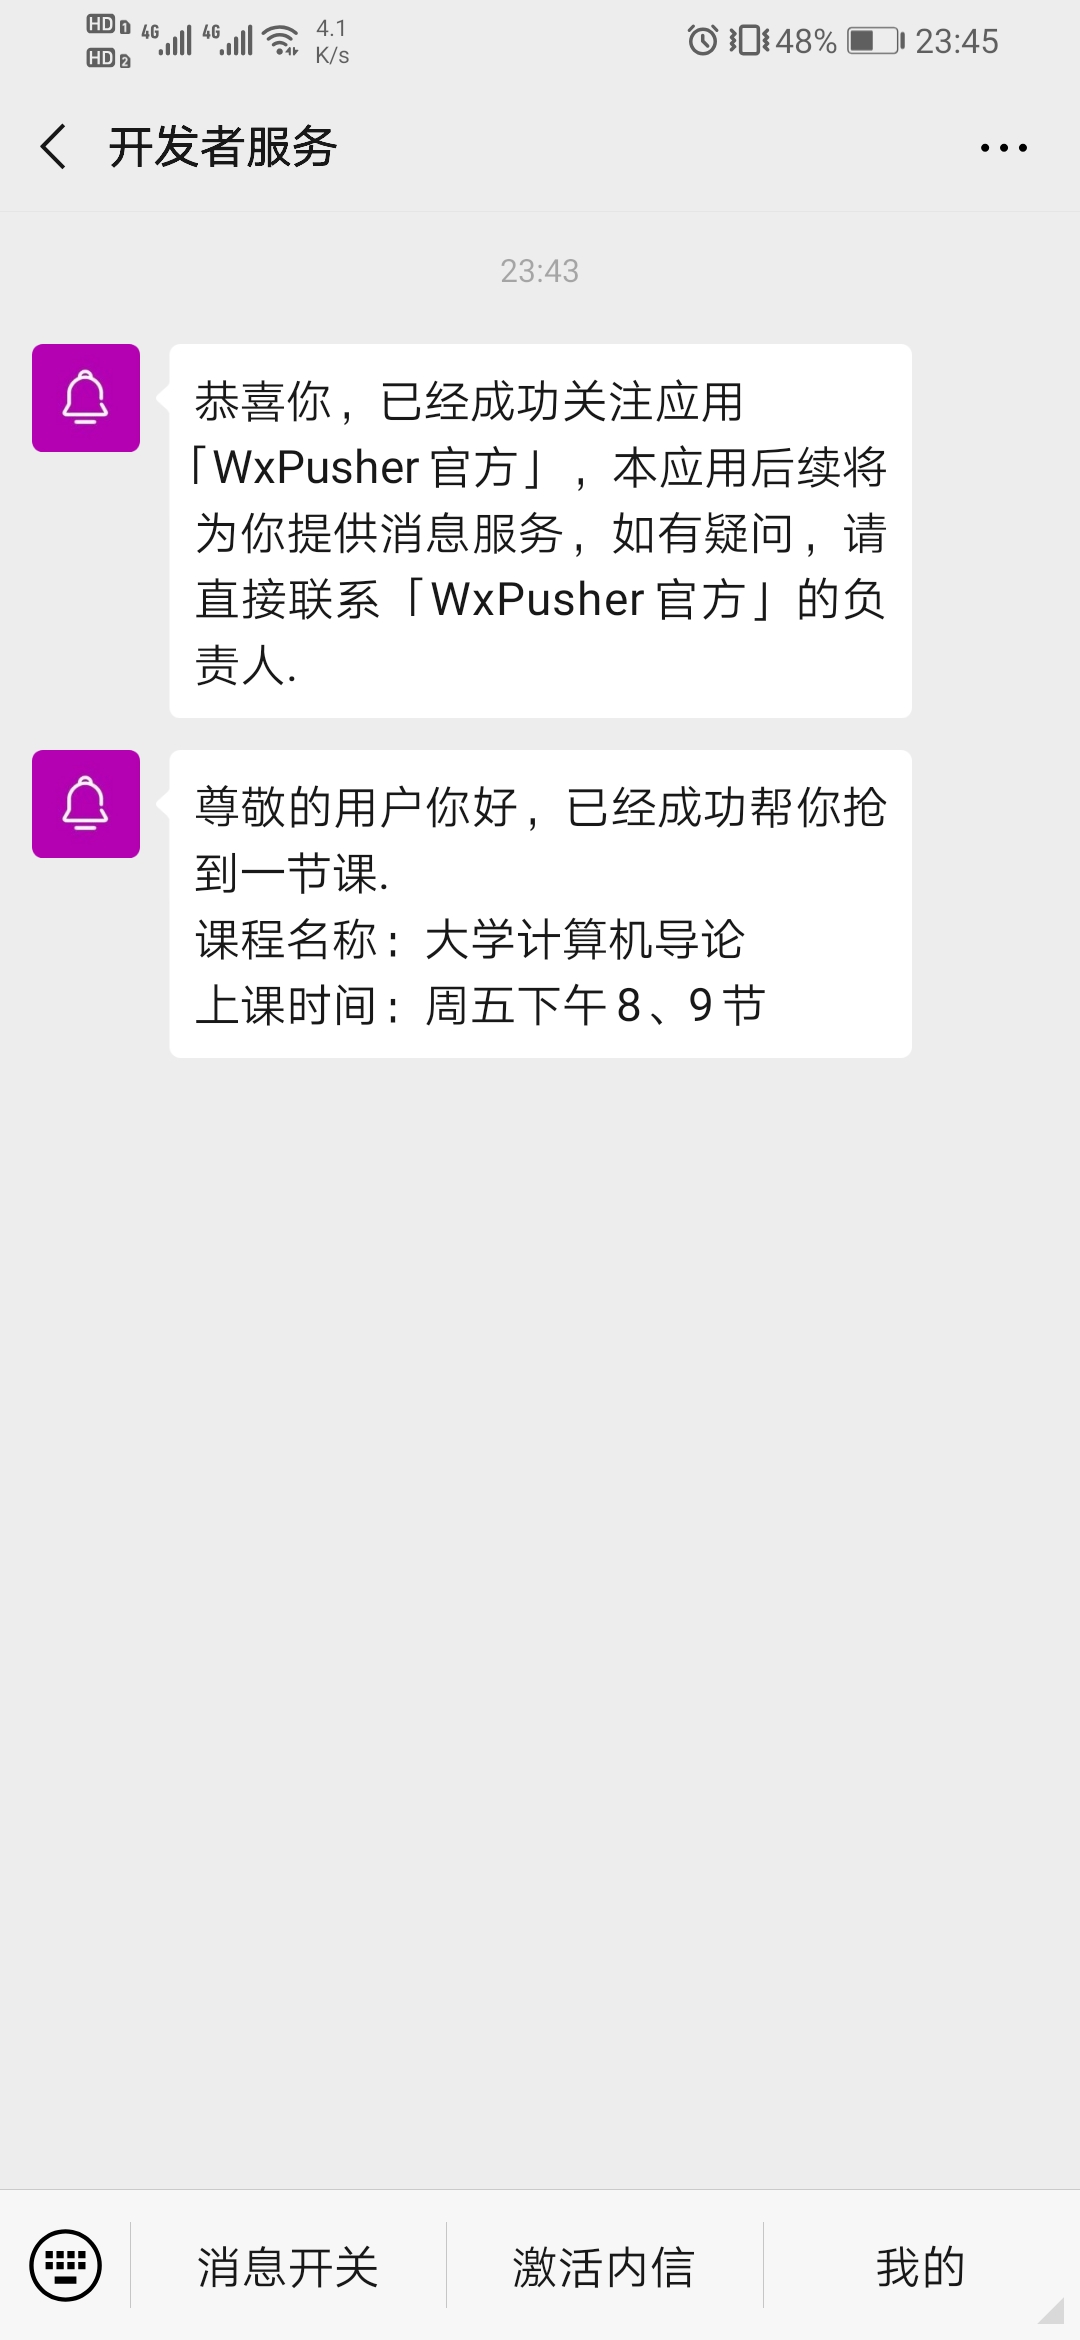 HD 1 4G 4G 4.1
HD 2 K/s
48% 23:45
开发者服务
23:43
恭喜你，已经成功关注应用
「WxPusher官方」，本应用后续将
为你提供消息服务，如有疑问，请
直接联系「WxPusher官方」的负
责人.
尊敬的用户你好，已经成功帮你抢
到一节课.
课程名称：大学计算机导论
上课时间：周五下午8、9节
消息开关 激活内信 我的